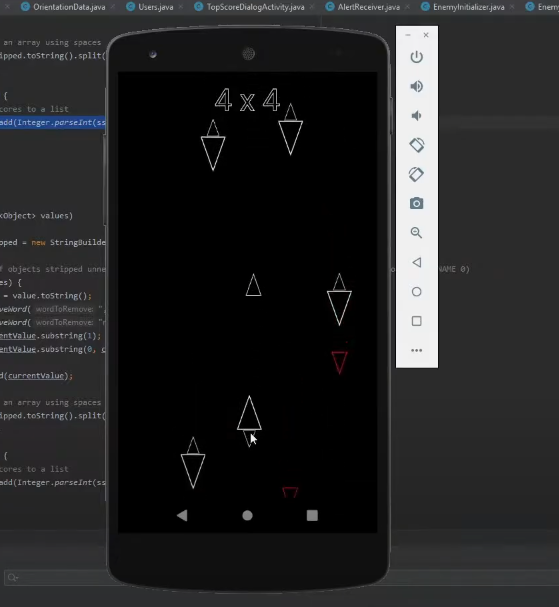 OrientationData.java
Users.java
TopScoreDialogActivity.java
AlertReceiver.java
EnemyInitializer.java
Enemy
an array using spaces
pped.toString().split(
{
cores to a list
add(Integer.parseInt(ss
4 x 4
<Object> values)
pped = new StringBuilde
f objects stripped unne
NAME 0)
es) {
= value.toString();
veWord( wordToRemove: "
veWord( wordToRemove: "
entValue.substring(1);
entValue.substring(0,
d(currentValue);
an array using spaces
pped.toString().split(
{
cores to a list
add(Integer.parseInt(ss